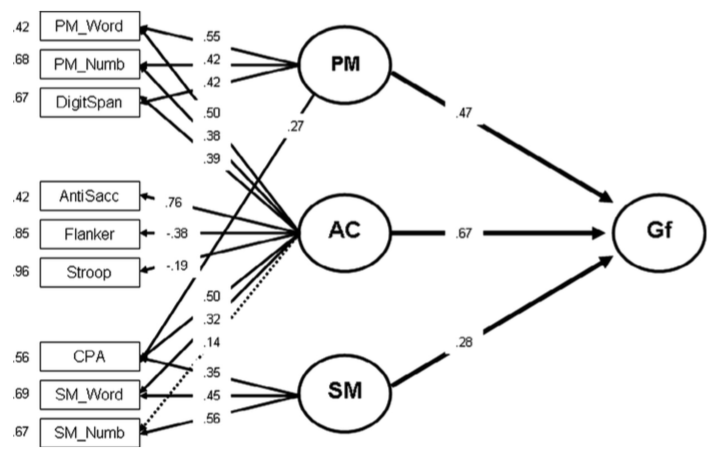 .42 PM_Word
.55
PM
.68 PM_Numb
.42
.67 DigitSpan
.42
.50
.27
.47
.38
.39
.42 AntiSacc
.76
AC
.67
Gf
.85 Flanker
-.38
.96 Stroop
-.19
.50
.32
.14
.28
.56 CPA
.35
SM
.69 SM_Word
.45
.56
.67 SM_Numb